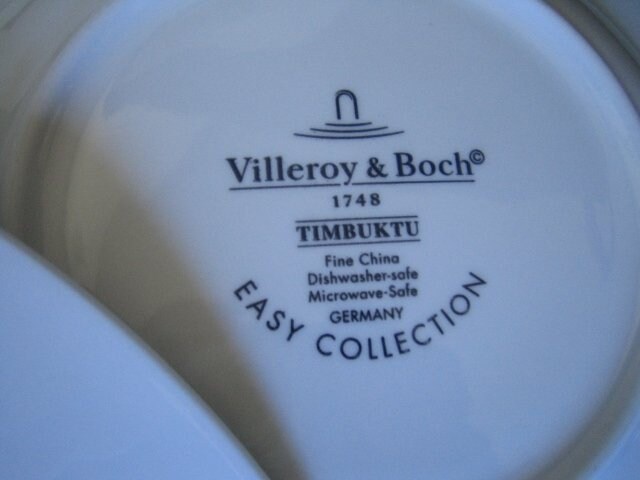 Villeroy & Boch©
1748
TIMBUKTU
Fine China
Dishwasher-safe
Microwave-Safe
GERMANY
EASY COLLECTION